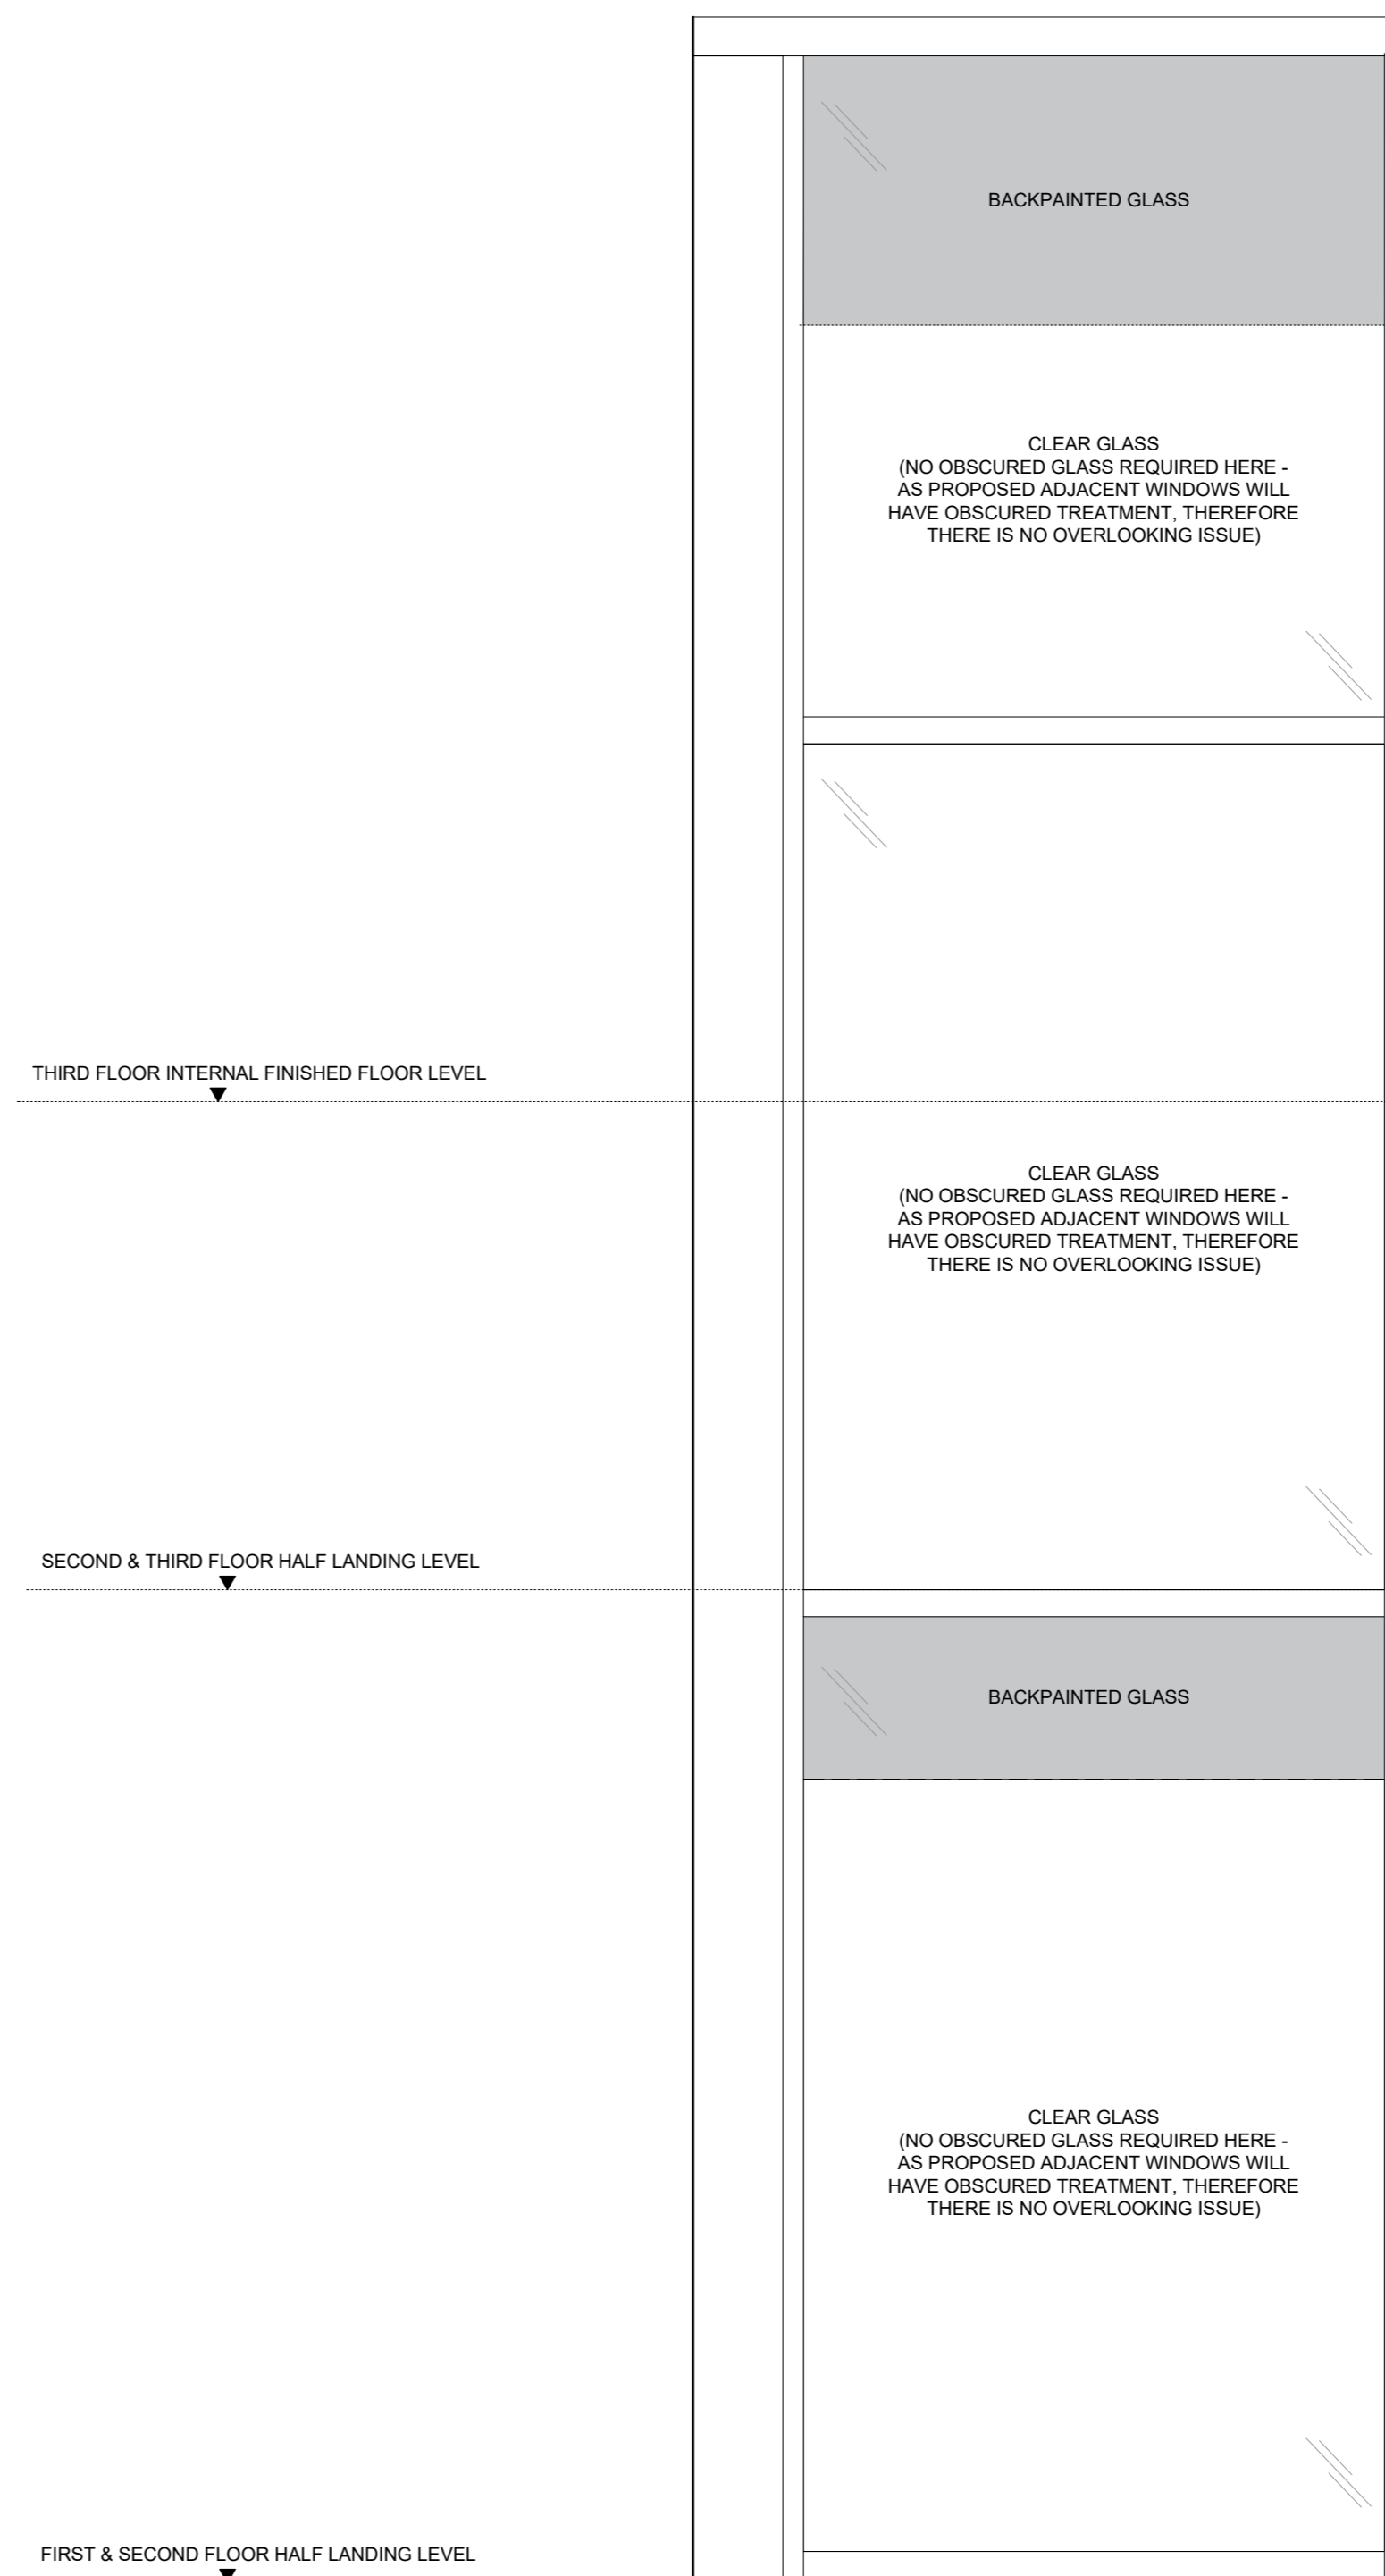 BACKPAINTED GLASS
CLEAR GLASS
(NO OBSCURED GLASS REQUIRED HERE -
AS PROPOSED ADJACENT WINDOWS WILL
HAVE OBSCURED TREATMENT, THEREFORE
THERE IS NO OVERLOOKING ISSUE)
THIRD FLOOR INTERNAL FINISHED FLOOR LEVEL
CLEAR GLASS
(NO OBSCURED GLASS REQUIRED HERE -
AS PROPOSED ADJACENT WINDOWS WILL
HAVE OBSCURED TREATMENT, THEREFORE
THERE IS NO OVERLOOKING ISSUE)
SECOND & THIRD FLOOR HALF LANDING LEVEL
BACKPAINTED GLASS
CLEAR GLASS
(NO OBSCURED GLASS REQUIRED HERE -
AS PROPOSED ADJACENT WINDOWS WILL
HAVE OBSCURED TREATMENT, THEREFORE
THERE IS NO OVERLOOKING ISSUE)
FIRST & SECOND FLOOR HALF LANDING LEVEL